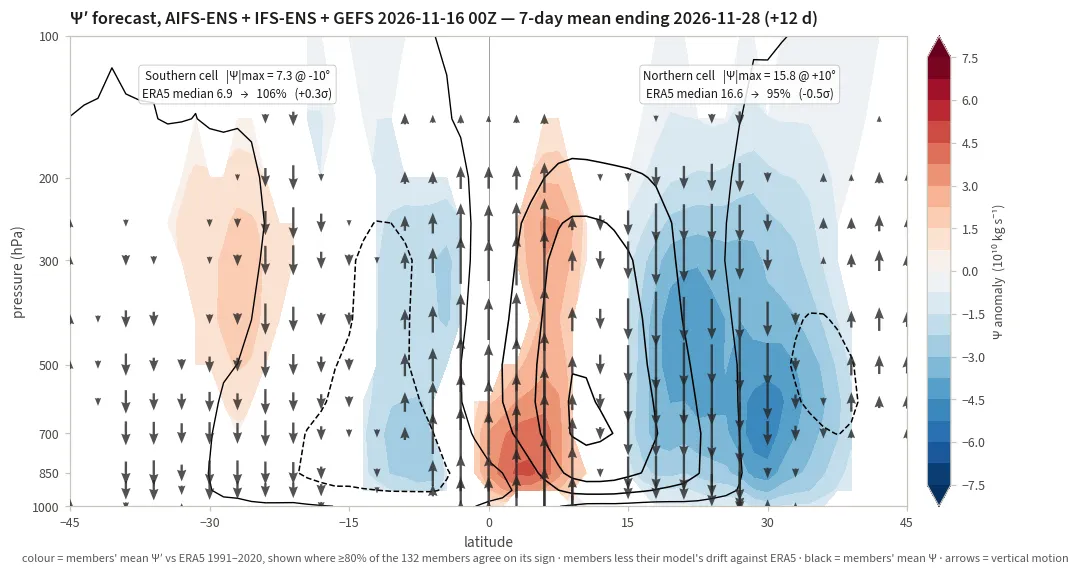 Ψ′ forecast, AIFS-ENS + IFS-ENS + GEFS 2026-11-16 00Z — 7-day mean ending 2026-11-28 (+12 d)
Southern cell |Ψ|max = 7.3 @ -10°
ERA5 median 6.9 → 106% (+0.3σ)
Northern cell |Ψ|max = 15.8 @ +10°
ERA5 median 16.6 → 95% (-0.5σ)
100
200
300
500
700
850
1000
pressure (hPa)
−45
−30
−15
0
15
30
45
latitude
7.5
6.0
4.5
3.0
1.5
0.0
−1.5
−3.0
−4.5
−6.0
−7.5
Ψ anomaly (10¹⁰ kg s⁻¹)
colour = members' mean Ψ′ vs ERA5 1991–2020, shown where ≥80% of the 132 members agree on its sign · members less their model's drift against ERA5 · black = members' mean Ψ · arrows = vertical motion